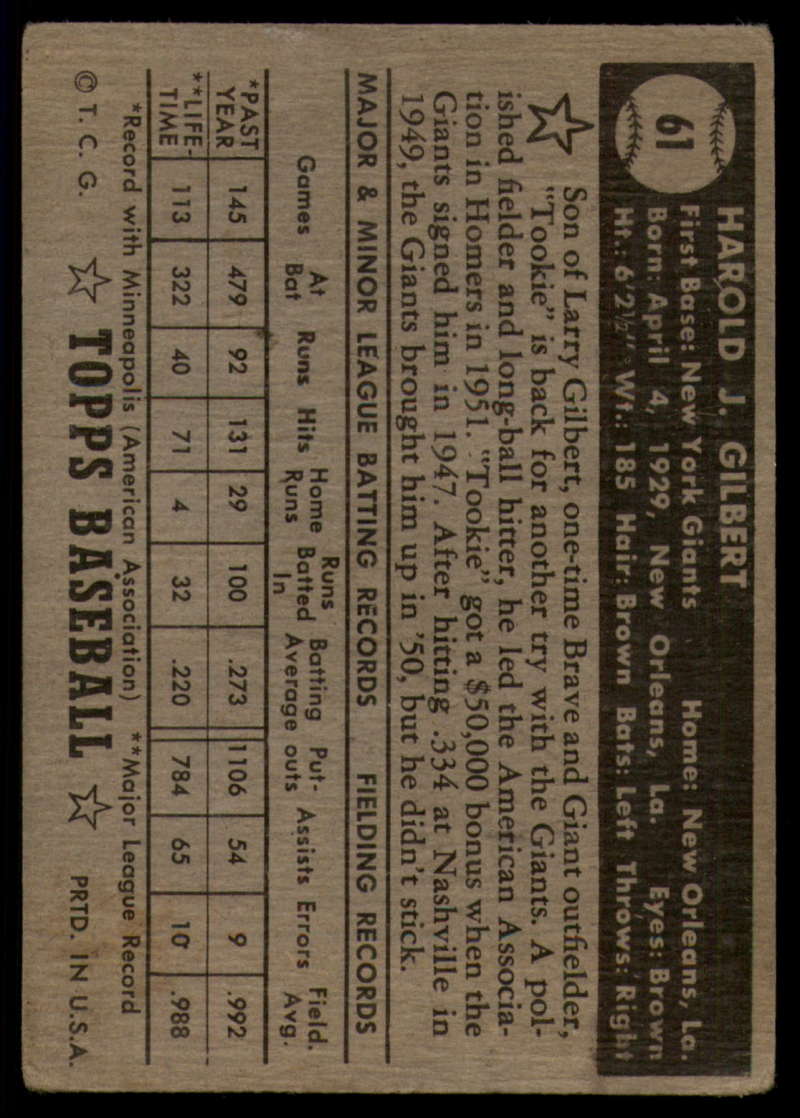 61
HAROLD J. GILBERT
First Base: New York Giants Home: New Orleans, La.
Born: April 4, 1929, New Orleans, La. Eyes: Brown
Ht.: 6'2½" Wt.: 185 Hair: Brown Bats: Left Throws: Right
Son of Larry Gilbert, one-time Brave and Giant outfielder,
"Tookie" is back for another try with the Giants. A pol-
ished fielder and long-ball hitter, he led the American Associa-
tion in Homers in 1951. "Tookie" got a $50,000 bonus when the
Giants signed him in 1947. After hitting .334 at Nashville in
1949, the Giants brought him up in '50, but he didn't stick.
MAJOR & MINOR LEAGUE BATTING RECORDS FIELDING RECORDS
Games At Bat Runs Hits Home Runs Runs Batted In Batting Average Put-outs Assists Errors Field. Avg.
*PAST YEAR 145 479 92 131 29 100 .273 1106 54 9 .992
**LIFE-TIME 113 322 40 71 4 32 .220 784 65 10 .988
*Record with Minneapolis (American Association) **Major League Record
© T. C. G. ☆ TOPPS BASEBALL ☆ PRTD. IN U.S.A.